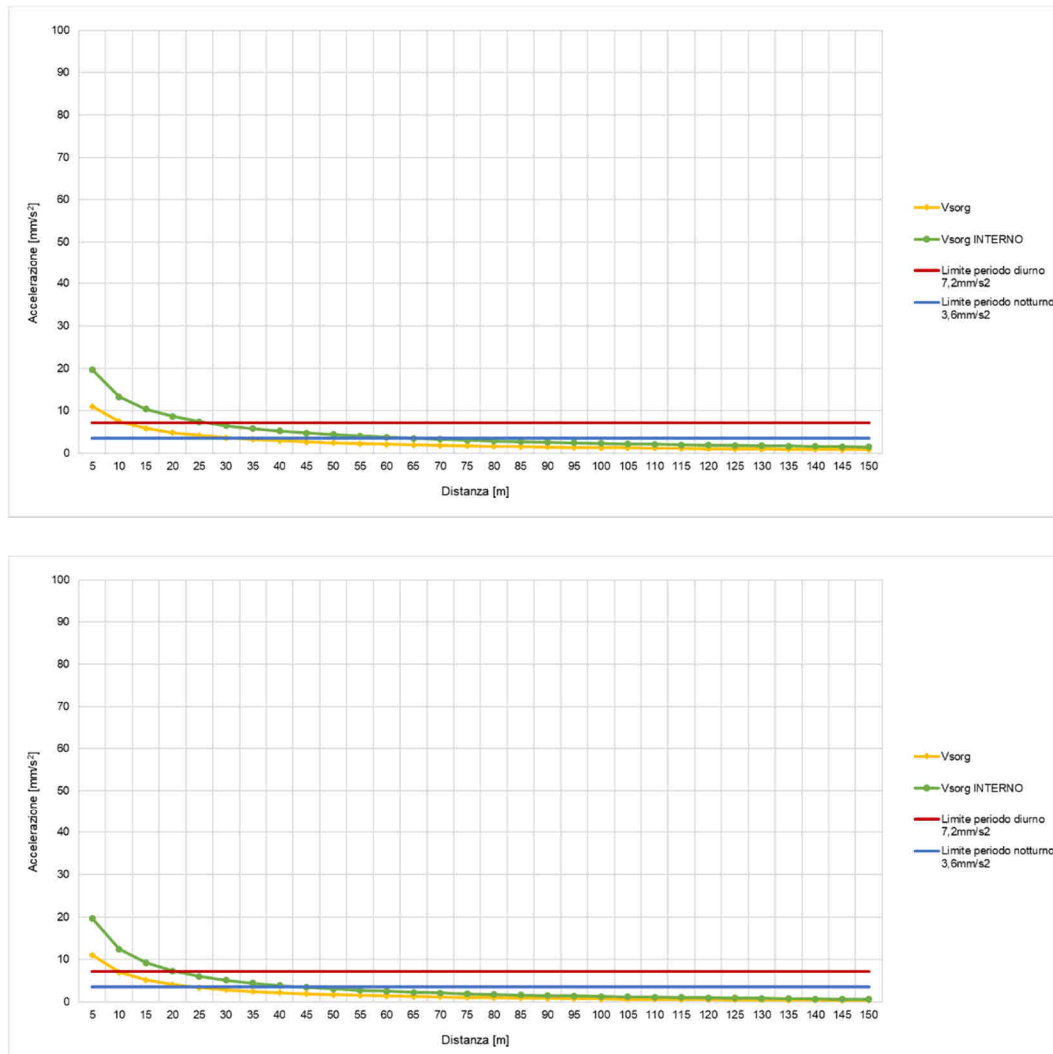 100
90
80
70
60
50
40
30
20
10
0
Accelerazione [mm/s²]
5 10 15 20 25 30 35 40 45 50 55 60 65 70 75 80 85 90 95 100 105 110 115 120 125 130 135 140 145 150
Distanza [m]
Vsorg
Vsorg INTERNO
Limite periodo diurno
7,2mm/s2
Limite periodo notturno
3,6mm/s2
100
90
80
70
60
50
40
30
20
10
0
Accelerazione [mm/s²]
5 10 15 20 25 30 35 40 45 50 55 60 65 70 75 80 85 90 95 100 105 110 115 120 125 130 135 140 145 150
Distanza [m]
Vsorg
Vsorg INTERNO
Limite periodo diurno
7,2mm/s2
Limite periodo notturno
3,6mm/s2